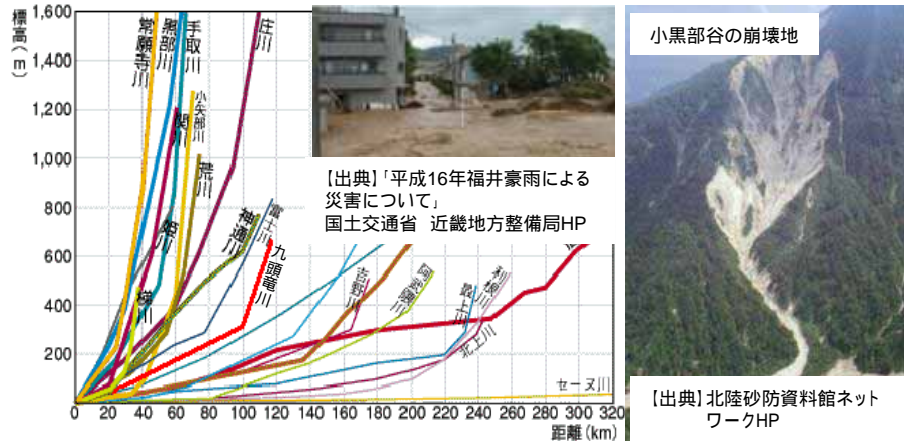 標高(m)
1,600
1,400
1,200
1,000
800
600
400
200
0
20
40
60
80
100
120
140
160
180
200
220
240
260
280
300
320
距離(km)
常願寺川
黒部川
手取川
庄川
関川
小矢部川
荒川
姫川
梯川
神通川
富士川
九頭竜川
吉野川
阿武隈川
最上川
利根川
北上川
セーヌ川
【出典】「平成16年福井豪雨による
災害について」
国土交通省 近畿地方整備局HP
小黒部谷の崩壊地
【出典】北陸砂防資料館ネット
ワークHP